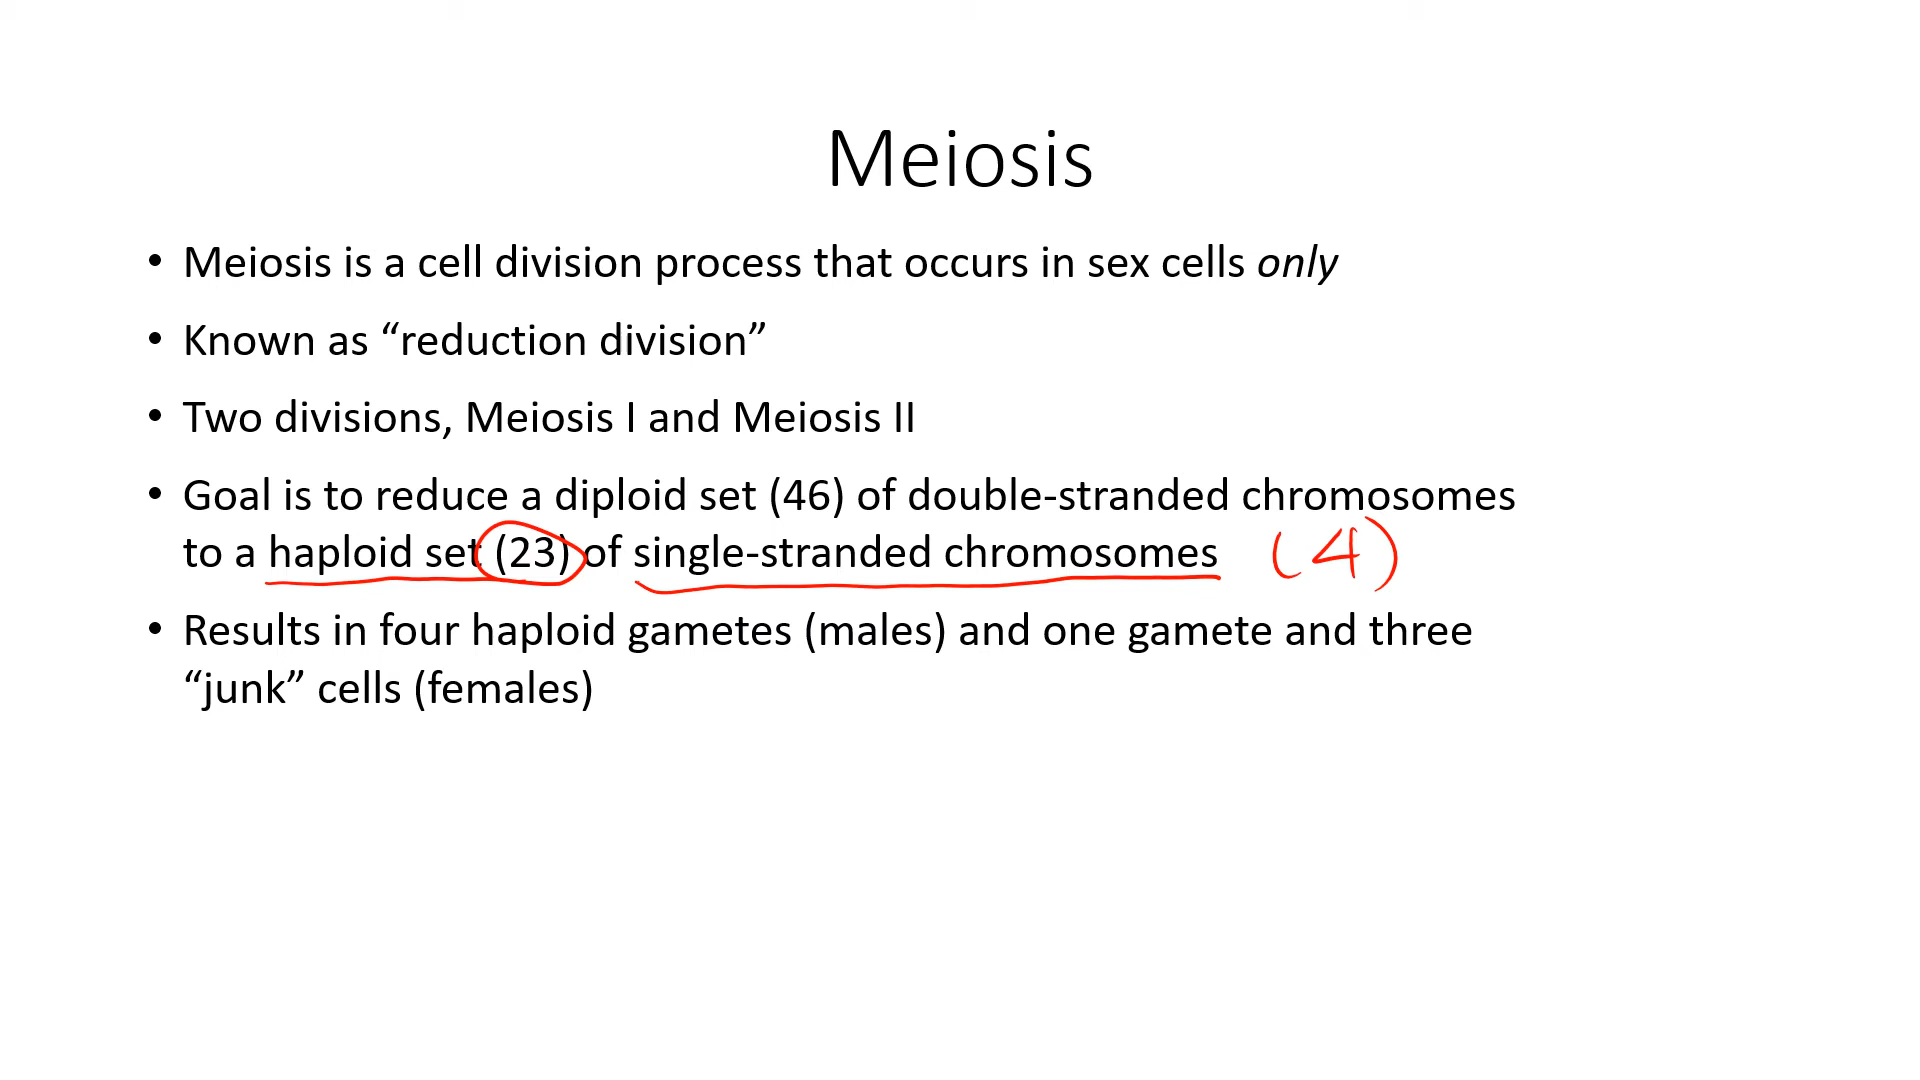 Meiosis
• Meiosis is a cell division process that occurs in sex cells only
• Known as “reduction division”
• Two divisions, Meiosis I and Meiosis II
• Goal is to reduce a diploid set (46) of double-stranded chromosomes
to a haploid set (23) of single-stranded chromosomes (4)
• Results in four haploid gametes (males) and one gamete and three
“junk” cells (females)